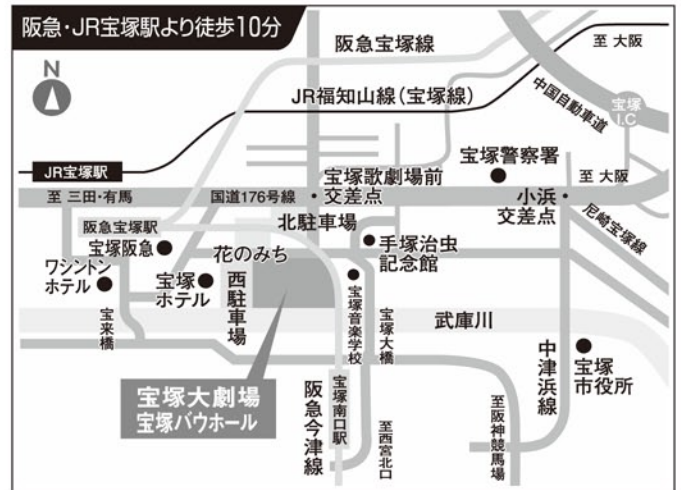 阪急・JR宝塚駅より徒歩10分
N
阪急宝塚線
至 大阪
JR福知山線(宝塚線)
中国自動車道
宝塚
I.C
JR宝塚駅
宝塚警察署
至 三田・有馬
国道176号線
宝塚歌劇場前
交差点
小浜
交差点
至 大阪
尼崎宝塚線
阪急宝塚駅
北駐車場
宝塚阪急
花のみち
手塚治虫
記念館
ワシントン
ホテル
宝塚
ホテル
西駐車場
宝来橋
宝塚音楽学校
宝塚大橋
武庫川
中津浜線
宝塚
市役所
宝塚大劇場
宝塚バウホール
阪急今津線
宝塚南口駅
至西宮北口
至阪神競馬場